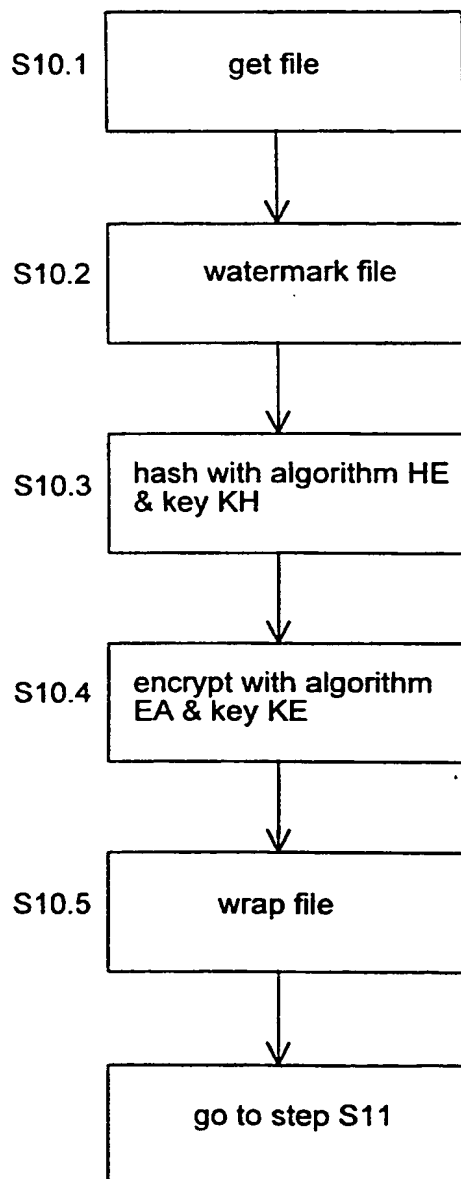 S10.1
get file
S10.2
watermark file
S10.3
hash with algorithm HE
& key KH
S10.4
encrypt with algorithm
EA & key KE
S10.5
wrap file
go to step S11